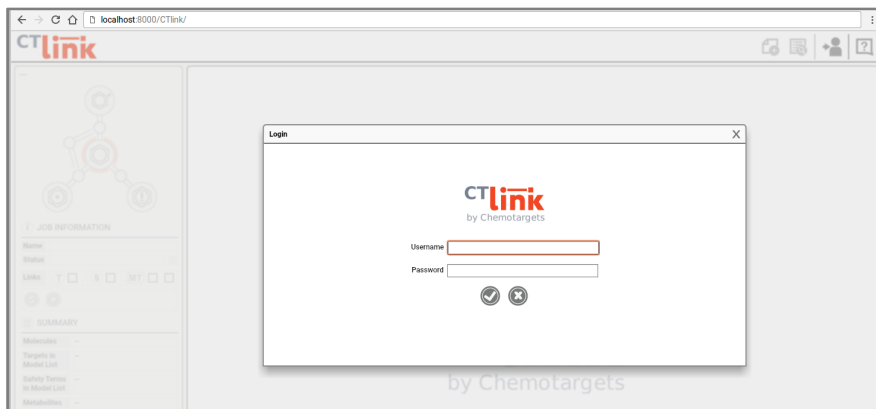 localhost:8000/CTlink/
CTlink
?
Login X
CTlink
by Chemotargets
Username
Password
JOB INFORMATION
Name
Status
Links T S MT
SUMMARY
Molecules --
Targets in --
Model List
Safety Terms --
in Model List
Metabolites --
by Chemotargets